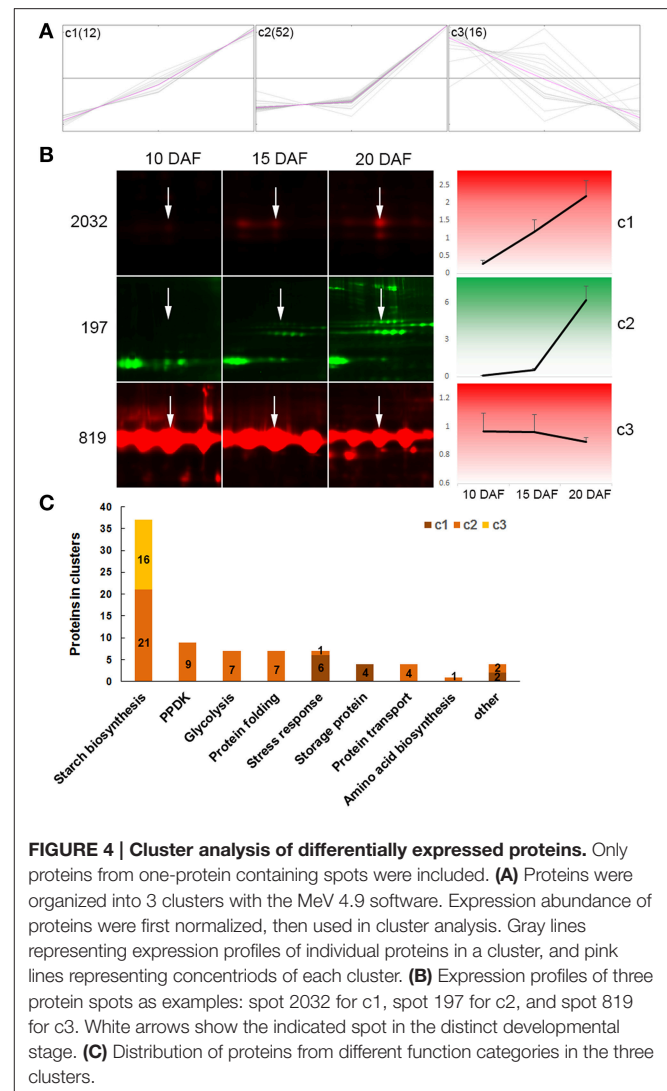 A
c1(12) c2(52) c3(16)
B
10 DAF 15 DAF 20 DAF
2032
2.5
2
1.5
1
0.5
0
c1
197
6
3
0
c2
819
1.2
1
0.8
0.6
c3
10 DAF 15 DAF 20 DAF
C
c1 c2 c3
Proteins in clusters
40
35
30
25
20
15
10
5
0
16
21
9
7
7
1
6
4
4
1
2
2
Starch biosynthesis
PPDK
Glycolysis
Protein folding
Stress response
Storage protein
Protein transport
Amino acid biosynthesis
other
FIGURE 4 | Cluster analysis of differentially expressed proteins. Only
proteins from one-protein containing spots were included. (A) Proteins were
organized into 3 clusters with the MeV 4.9 software. Expression abundance of
proteins were first normalized, then used in cluster analysis. Gray lines
representing expression profiles of individual proteins in a cluster, and pink
lines representing concentriods of each cluster. (B) Expression profiles of three
protein spots as examples: spot 2032 for c1, spot 197 for c2, and spot 819
for c3. White arrows show the indicated spot in the distinct developmental
stage. (C) Distribution of proteins from different function categories in the three
clusters.